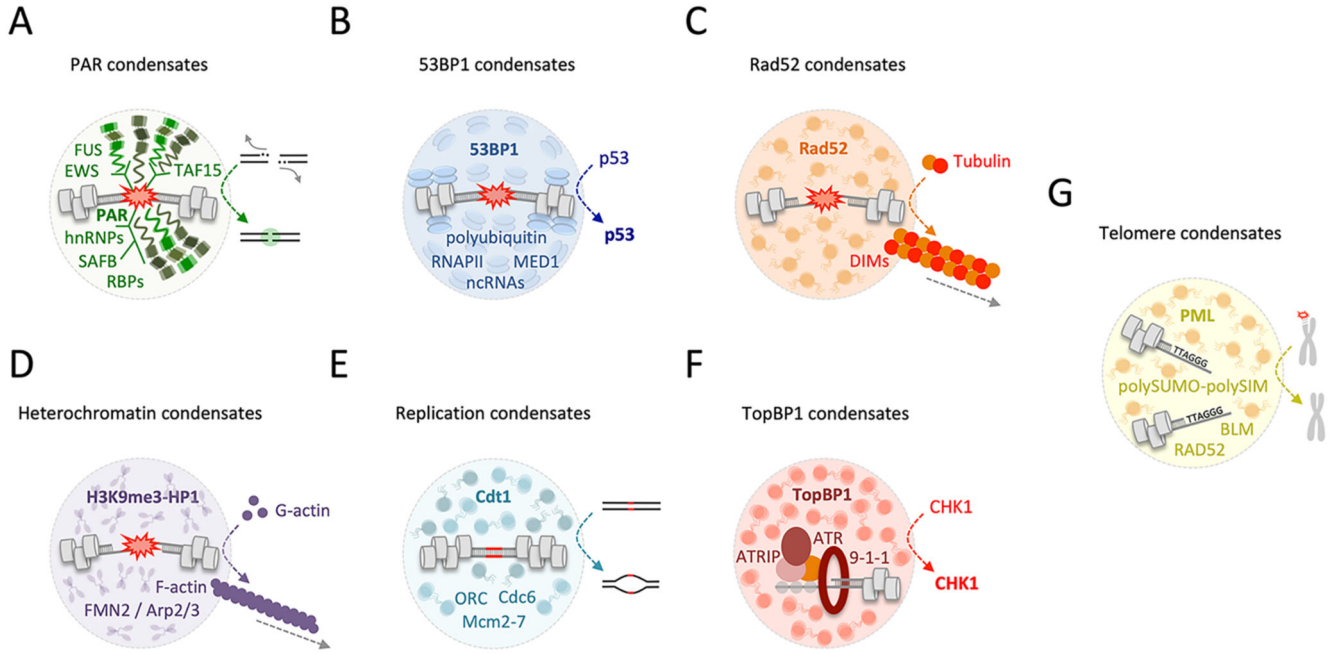 A
PAR condensates
FUS
EWS
TAF15
PAR
hnRNPs
SAFB
RBPs
B
53BP1 condensates
53BP1
p53
p53
polyubiquitin
RNAPII MED1
ncRNAs
C
Rad52 condensates
Rad52
Tubulin
DIMs
D
Heterochromatin condensates
H3K9me3-HP1
G-actin
F-actin
FMN2 / Arp2/3
E
Replication condensates
Cdt1
ORC Cdc6
Mcm2-7
F
TopBP1 condensates
TopBP1
CHK1
ATR
ATRIP
9-1-1
CHK1
G
Telomere condensates
PML
TTAGGG
polySUMO-polySIM
TTAGGG
BLM
RAD52